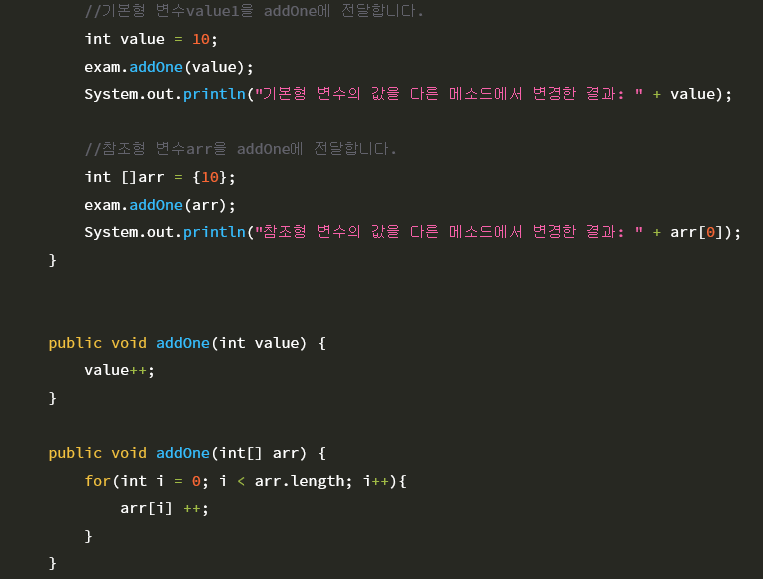 //기본형 변수value1을 addOne에 전달합니다.
int value = 10;
exam.addOne(value);
System.out.println("기본형 변수의 값을 다른 메소드에서 변경한 결과: " + value);
//참조형 변수arr을 addOne에 전달합니다.
int []arr = {10};
exam.addOne(arr);
System.out.println("참조형 변수의 값을 다른 메소드에서 변경한 결과: " + arr[0]);
}
public void addOne(int value) {
value++;
}
public void addOne(int[] arr) {
for(int i = 0; i < arr.length; i++){
arr[i] ++;
}
}